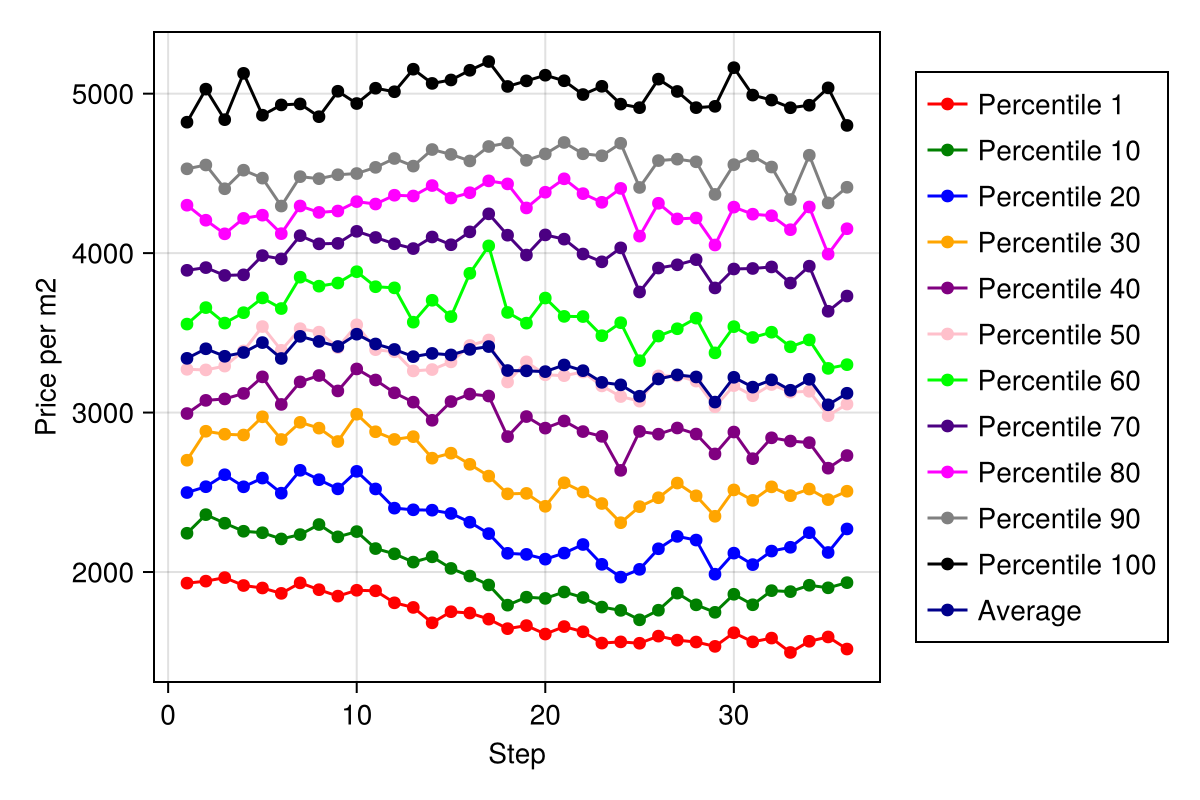 5000
4000
3000
2000
Price per m2
0
10
20
30
Step
Percentile 1
Percentile 10
Percentile 20
Percentile 30
Percentile 40
Percentile 50
Percentile 60
Percentile 70
Percentile 80
Percentile 90
Percentile 100
Average